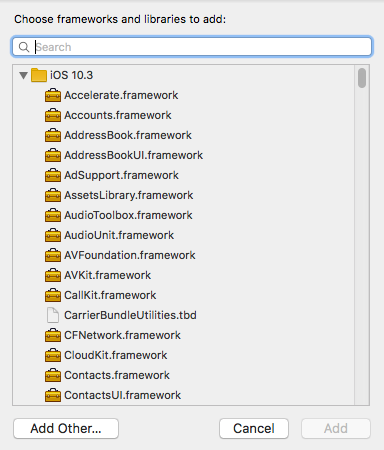 Choose frameworks and libraries to add:
Search
iOS 10.3
Accelerate.framework
Accounts.framework
AddressBook.framework
AddressBookUI.framework
AdSupport.framework
AssetsLibrary.framework
AudioToolbox.framework
AudioUnit.framework
AVFoundation.framework
AVKit.framework
CallKit.framework
CarrierBundleUtilities.tbd
CFNetwork.framework
CloudKit.framework
Contacts.framework
ContactsUI.framework
Add Other... Cancel Add